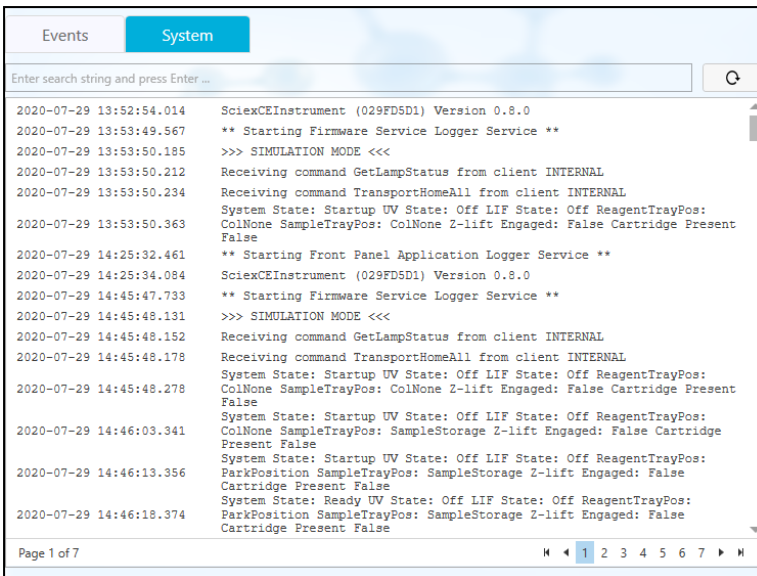 Events System
Enter search string and press Enter ...
2020-07-29 13:52:54.014 SciexCEInstrument (029FD5D1) Version 0.8.0
2020-07-29 13:53:49.567 ** Starting Firmware Service Logger Service **
2020-07-29 13:53:50.185 >>> SIMULATION MODE <<<
2020-07-29 13:53:50.212 Receiving command GetLampStatus from client INTERNAL
2020-07-29 13:53:50.234 Receiving command TransportHomeAll from client INTERNAL
System State: Startup UV State: Off LIF State: Off ReagentTrayPos:
2020-07-29 13:53:50.363 ColNone SampleTrayPos: ColNone Z-lift Engaged: False Cartridge Present
False
2020-07-29 14:25:32.461 ** Starting Front Panel Application Logger Service **
2020-07-29 14:25:34.084 SciexCEInstrument (029FD5D1) Version 0.8.0
2020-07-29 14:45:47.733 ** Starting Firmware Service Logger Service **
2020-07-29 14:45:48.131 >>> SIMULATION MODE <<<
2020-07-29 14:45:48.152 Receiving command GetLampStatus from client INTERNAL
2020-07-29 14:45:48.178 Receiving command TransportHomeAll from client INTERNAL
System State: Startup UV State: Off LIF State: Off ReagentTrayPos:
2020-07-29 14:45:48.278 ColNone SampleTrayPos: ColNone Z-lift Engaged: False Cartridge Present
False
System State: Startup UV State: Off LIF State: Off ReagentTrayPos:
2020-07-29 14:46:03.341 ColNone SampleTrayPos: SampleStorage Z-lift Engaged: False Cartridge
Present False
System State: Startup UV State: Off LIF State: Off ReagentTrayPos:
2020-07-29 14:46:13.356 ParkPosition SampleTrayPos: SampleStorage Z-lift Engaged: False
Cartridge Present False
System State: Ready UV State: Off LIF State: Off ReagentTrayPos:
2020-07-29 14:46:18.374 ParkPosition SampleTrayPos: SampleStorage Z-lift Engaged: False
Cartridge Present False
Page 1 of 7 1 2 3 4 5 6 7